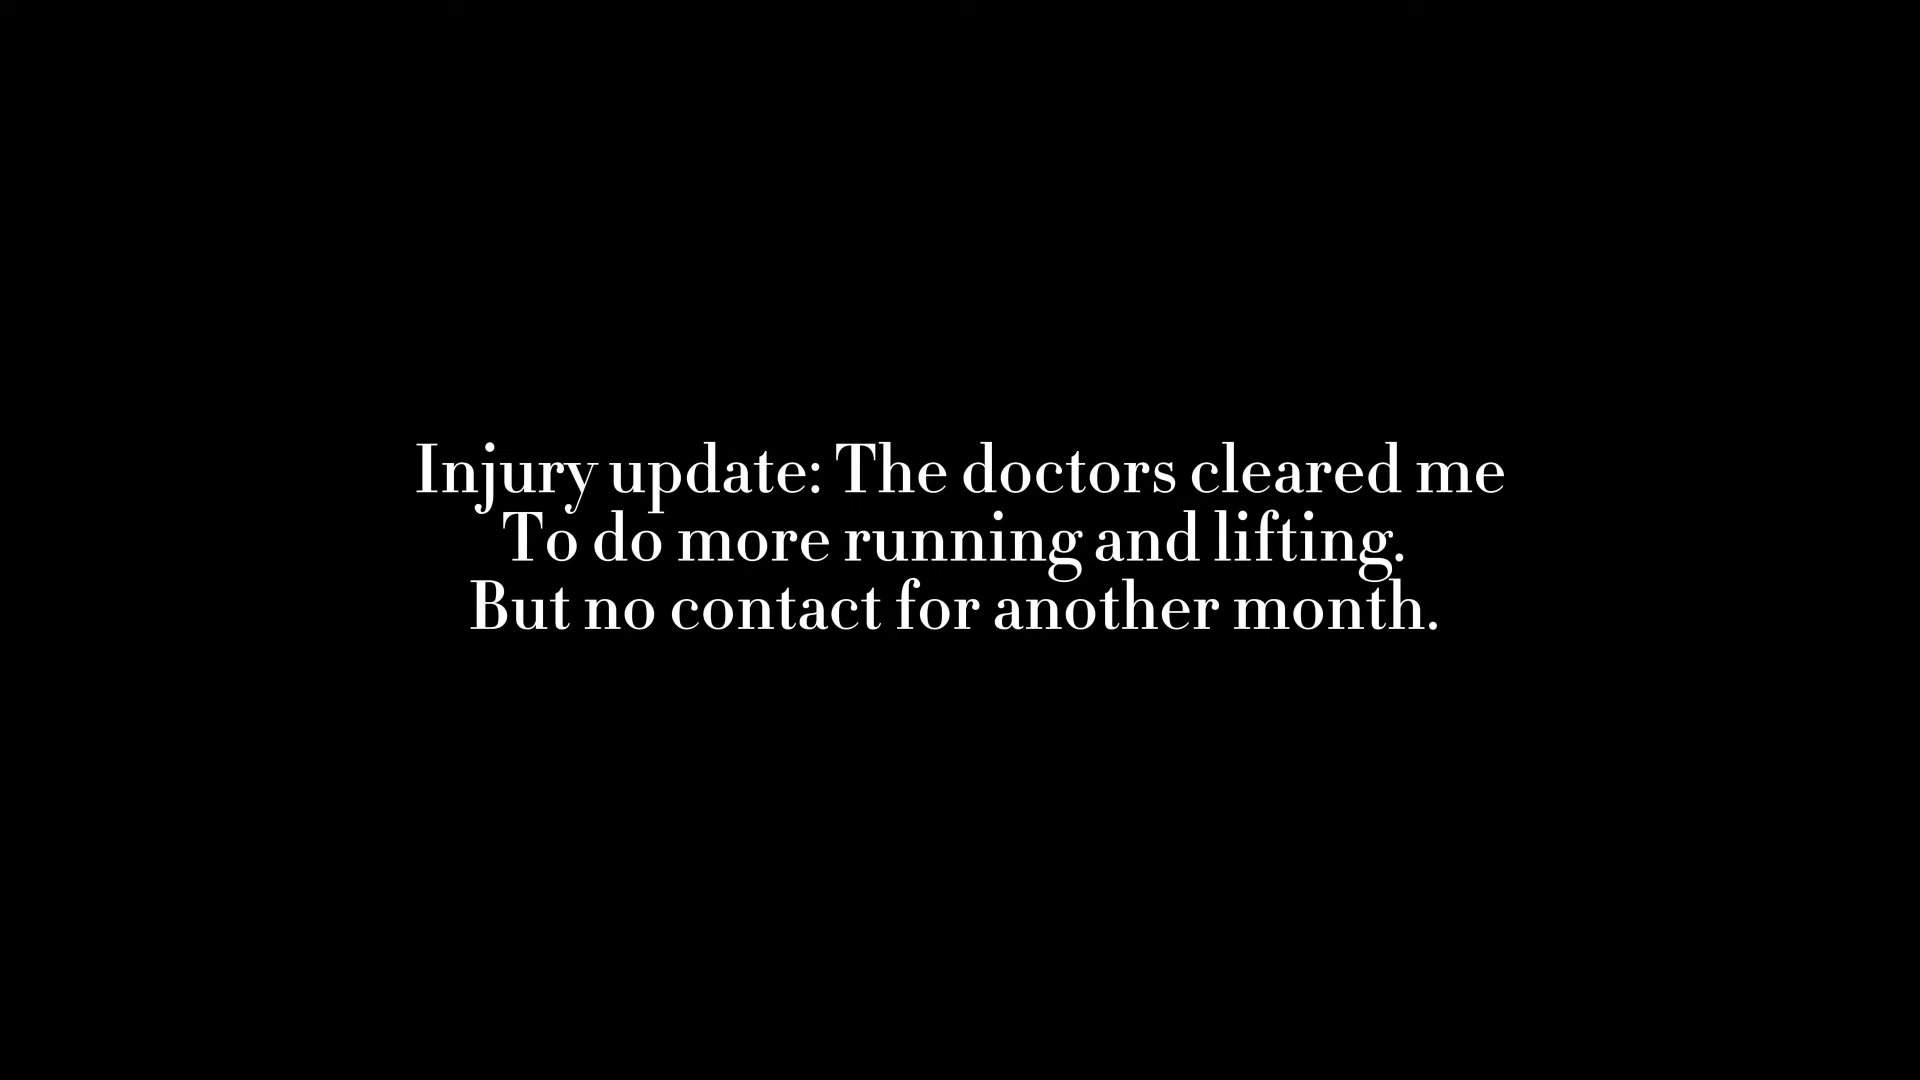 Injury update: The doctors cleared me
To do more running and lifting.
But no contact for another month.